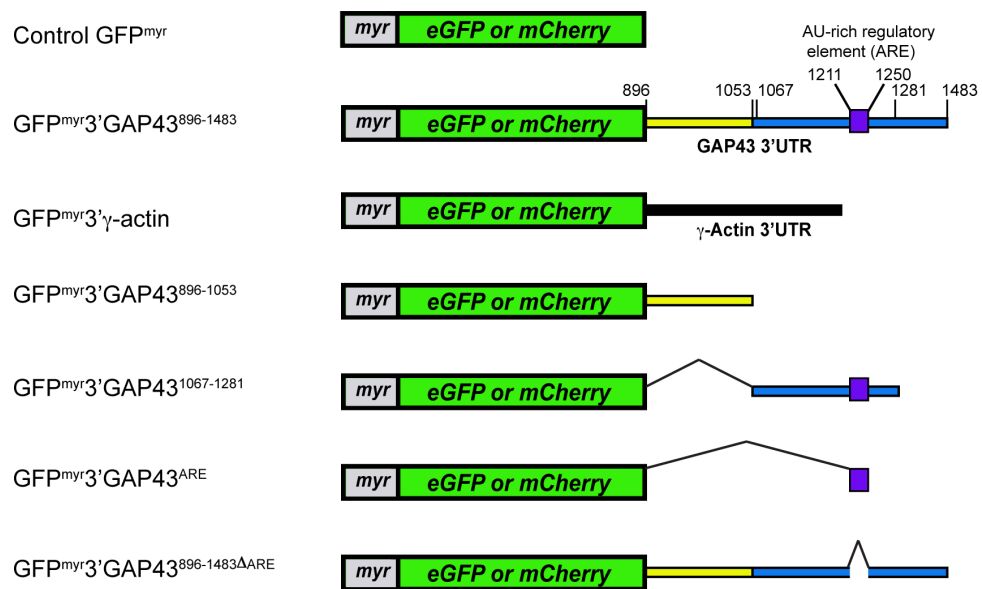 Control GFPmyr
myr eGFP or mCherry
AU-rich regulatory
element (ARE)
1211 1250
896 1053 1067 1281 1483
GFPmyr3'GAP43896-1483
myr eGFP or mCherry
GAP43 3'UTR
GFPmyr3'γ-actin
myr eGFP or mCherry
γ-Actin 3'UTR
GFPmyr3'GAP43896-1053
myr eGFP or mCherry
GFPmyr3'GAP431067-1281
myr eGFP or mCherry
GFPmyr3'GAP43ARE
myr eGFP or mCherry
GFPmyr3'GAP43896-1483ΔARE
myr eGFP or mCherry